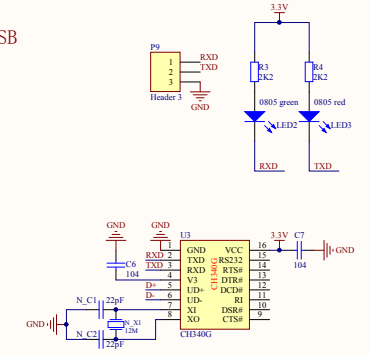 SB
3.3V
P9
RXD
1
TXD
2
3
Header 3
GND
R3
2K2
R4
2K2
0805 green
0805 red
LED2
LED3
RXD
TXD
GND
GND
U3
3.3V
C7
GND
104
C6
104
RXD
TXD
D+
D-
1 GND VCC 16
2 TXD RS232 15
3 RXD RTS# 14
4 V3 DTR# 13
5 UD+ DCD# 12
6 UD- RI 11
7 XI DSR# 10
8 XO CTS# 9
CH340G
CH340G
N_C1 22pF
N_X1
12M
GND
N_C2
22pF